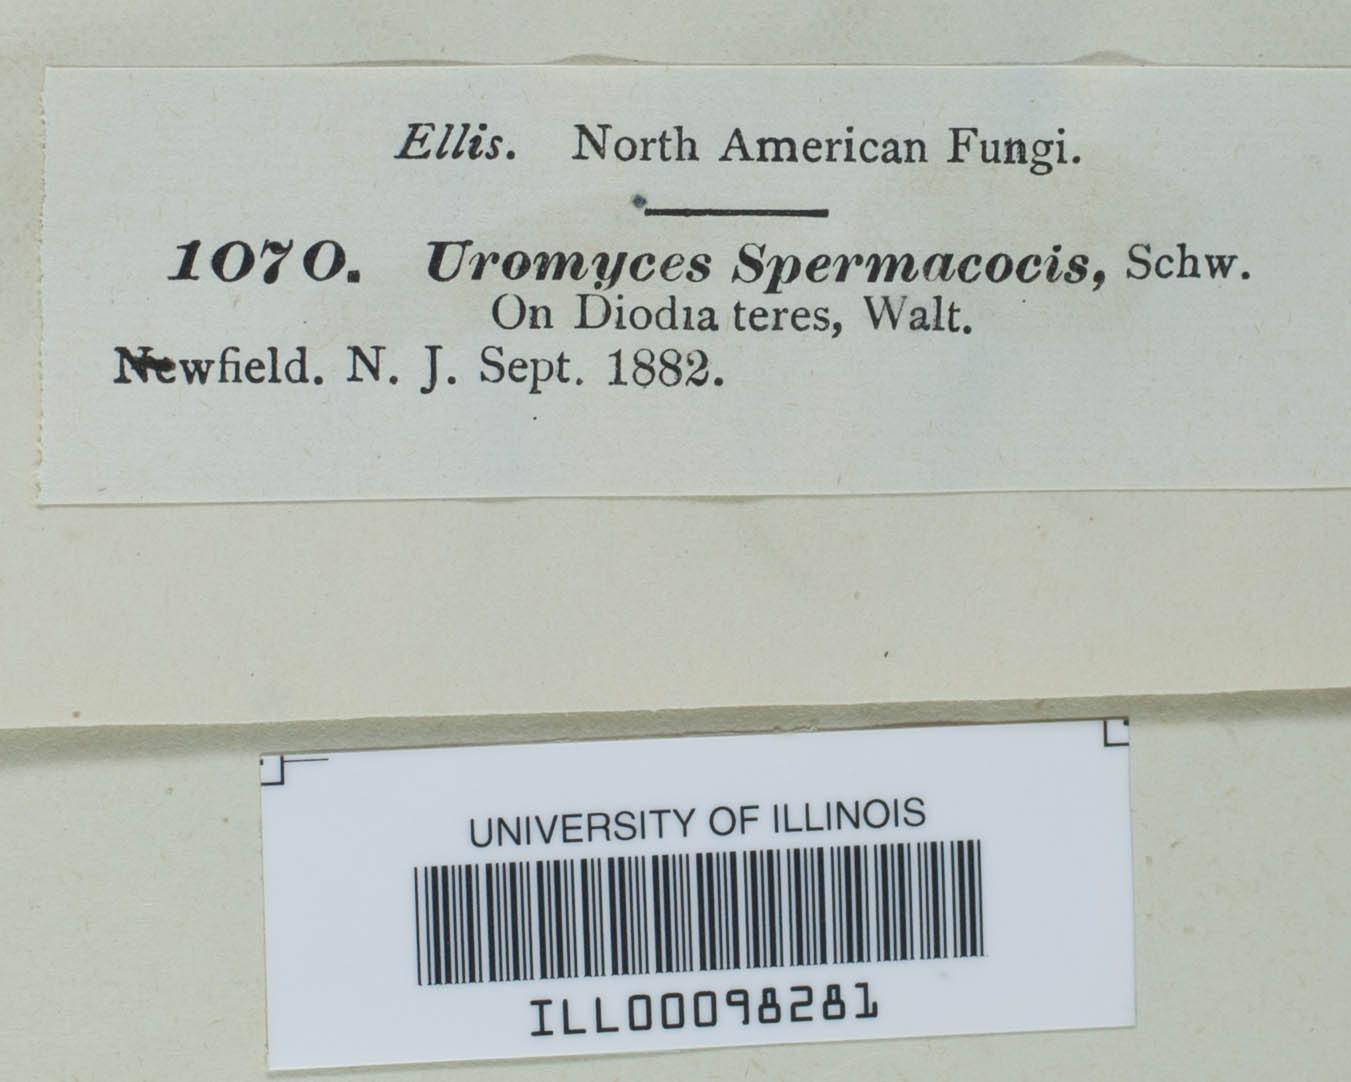 Ellis. North American Fungi.
1070. Uromyces Spermacocis, Schw.
On Diodia teres, Walt.
Newfield. N. J. Sept. 1882.
UNIVERSITY OF ILLINOIS
ILL00098281